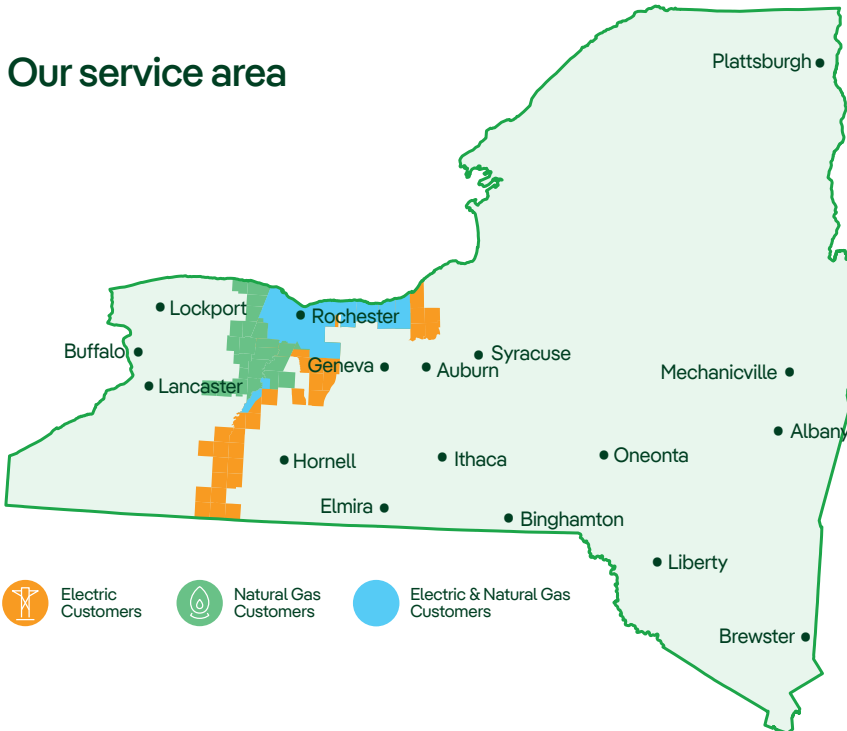 Our service area
Plattsburgh
Lockport
Rochester
Buffalo
Syracuse
Geneva
Auburn
Mechanicville
Lancaster
Albany
Hornell
Ithaca
Oneonta
Elmira
Binghamton
Liberty
Brewster
Electric
Customers
Natural Gas
Customers
Electric & Natural Gas
Customers